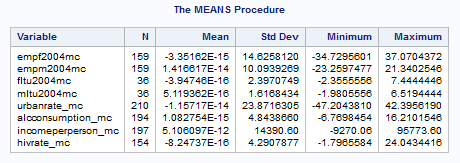 The MEANS Procedure
Variable N Mean Std Dev Minimum Maximum
empf2004mc 159 -3.35162E-15 14.6258120 -34.7295601 37.0704372
empm2004mc 159 1.416617E-14 10.0939269 -23.2597477 21.3402546
fltu2004mc 36 -3.94746E-16 2.3970749 -2.3555556 7.4444446
mltu2004mc 36 5.119362E-16 1.6168434 -1.9805556 6.5194444
urbanrate_mc 210 -1.15717E-14 23.8716305 -47.2043810 42.3956190
alcconsumption_mc 194 1.082754E-15 4.8438660 -6.7698454 16.2101546
incomeperperson_mc 197 5.106097E-12 14390.60 -9270.06 95773.60
hivrate_mc 154 -8.24737E-16 4.2907877 -1.7965584 24.0434416